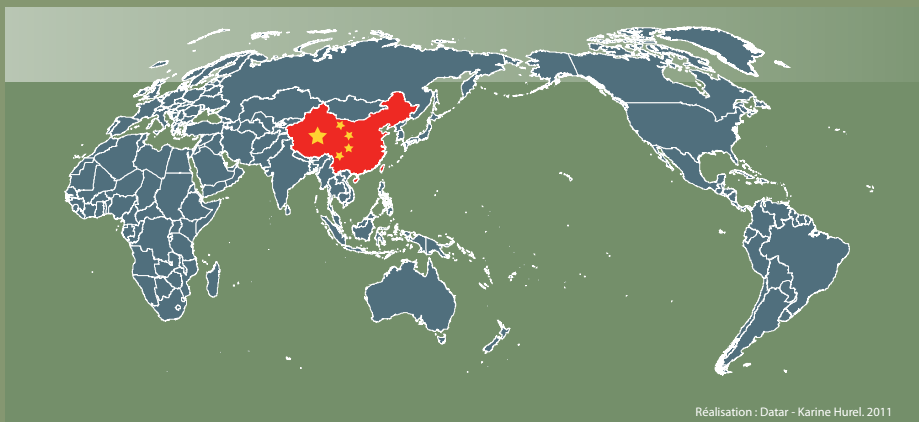 Réalisation : Datar - Karine Hurel. 2011